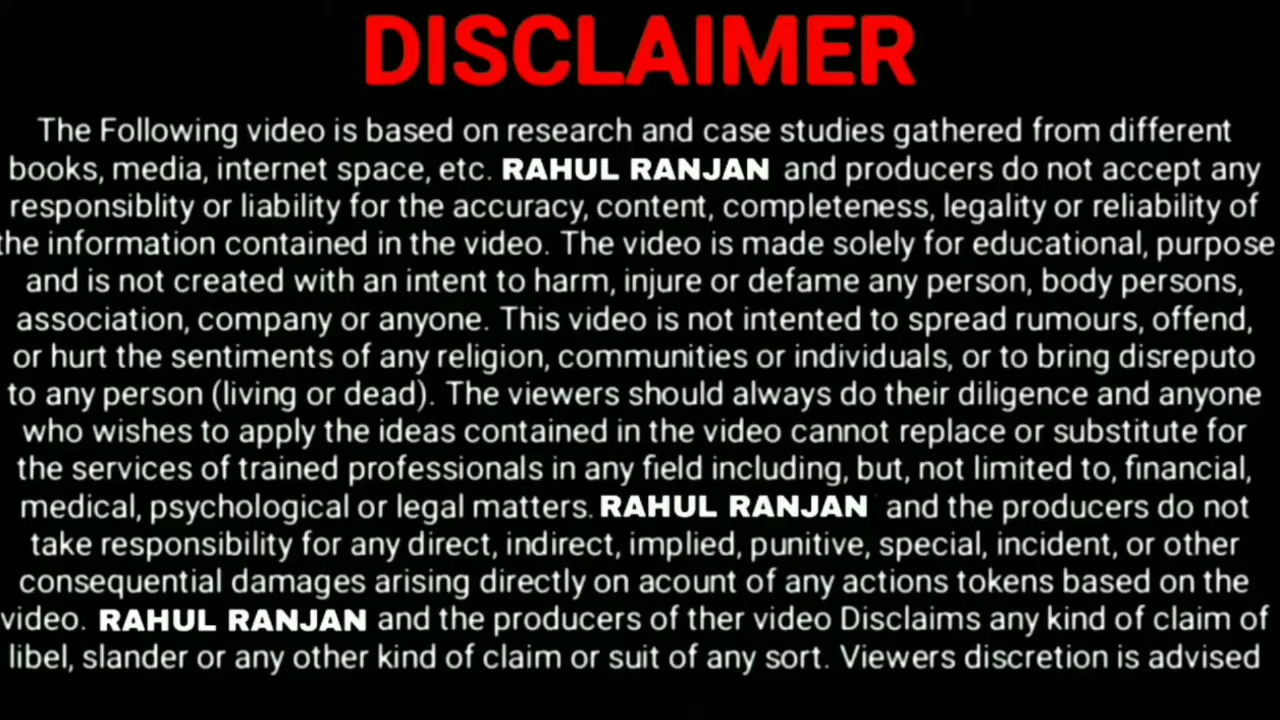 DISCLAIMER
The Following video is based on research and case studies gathered from different
books, media, internet space, etc. RAHUL RANJAN and producers do not accept any
responsiblity or liability for the accuracy, content, completeness, legality or reliability of
the information contained in the video. The video is made solely for educational, purpose
and is not created with an intent to harm, injure or defame any person, body persons,
association, company or anyone. This video is not intented to spread rumours, offend,
or hurt the sentiments of any religion, communities or individuals, or to bring disreputo
to any person (living or dead). The viewers should always do their diligence and anyone
who wishes to apply the ideas contained in the video cannot replace or substitute for
the services of trained professionals in any field including, but, not limited to, financial,
medical, psychological or legal matters. RAHUL RANJAN and the producers do not
take responsibility for any direct, indirect, implied, punitive, special, incident, or other
consequential damages arising directly on acount of any actions tokens based on the
video. RAHUL RANJAN and the producers of ther video Disclaims any kind of claim of
libel, slander or any other kind of claim or suit of any sort. Viewers discretion is advised